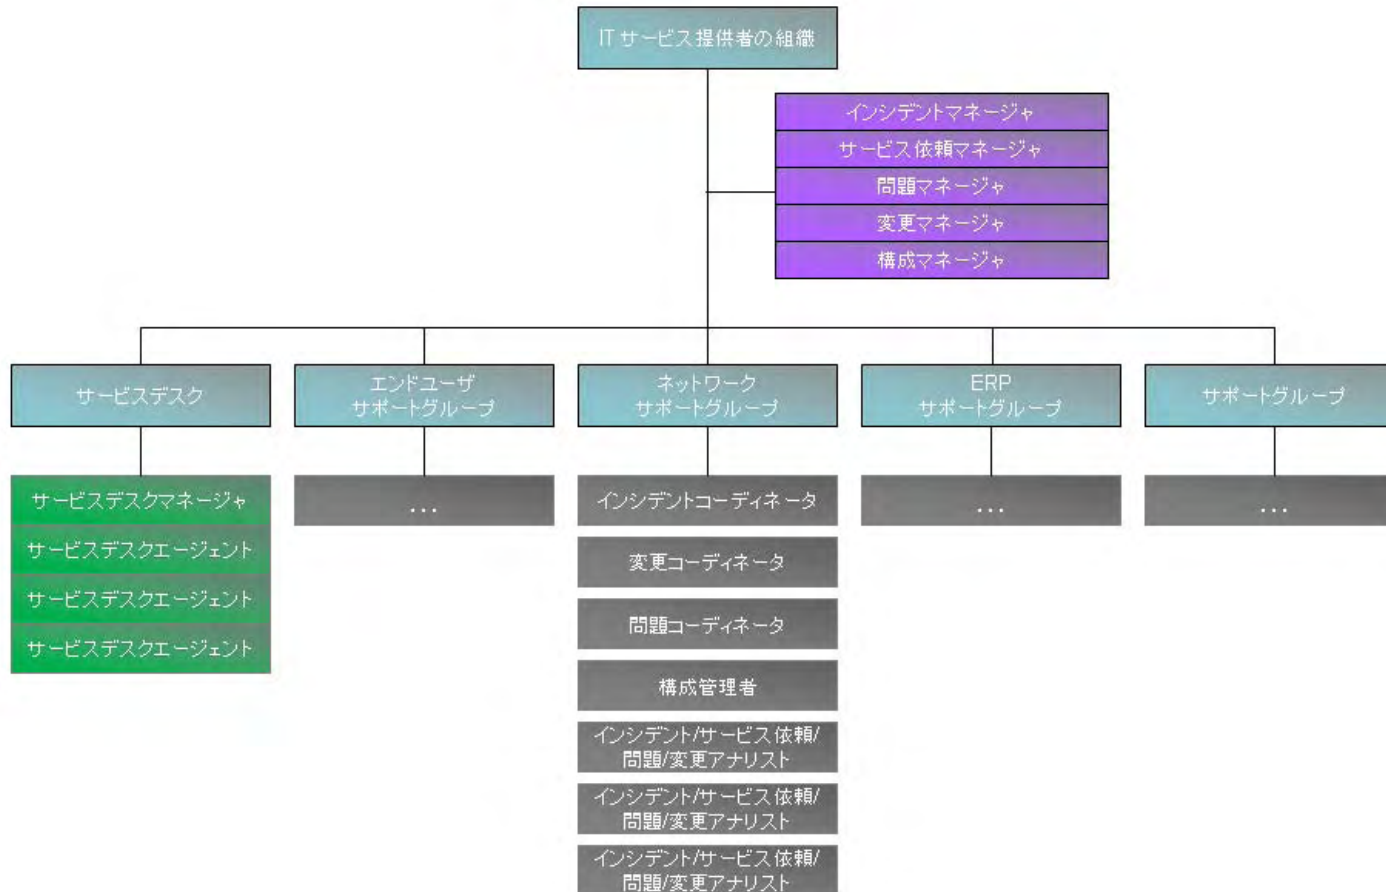 IT サービス提供者の組織
インシデントマネージャ
サービス依頼マネージャ
問題マネージャ
変更マネージャ
構成マネージャ
サービスデスク
エンドユーザ
サポートグループ
ネットワーク
サポートグループ
ERP
サポートグループ
サポートグループ
サービスデスクマネージャ
サービスデスクエージェント
サービスデスクエージェント
サービスデスクエージェント
...
インシデントコーディネータ
変更コーディネータ
問題コーディネータ
構成管理者
インシデント/サービス依頼/
問題/変更アナリスト
インシデント/サービス依頼/
問題/変更アナリスト
インシデント/サービス依頼/
問題/変更アナリスト
...
...